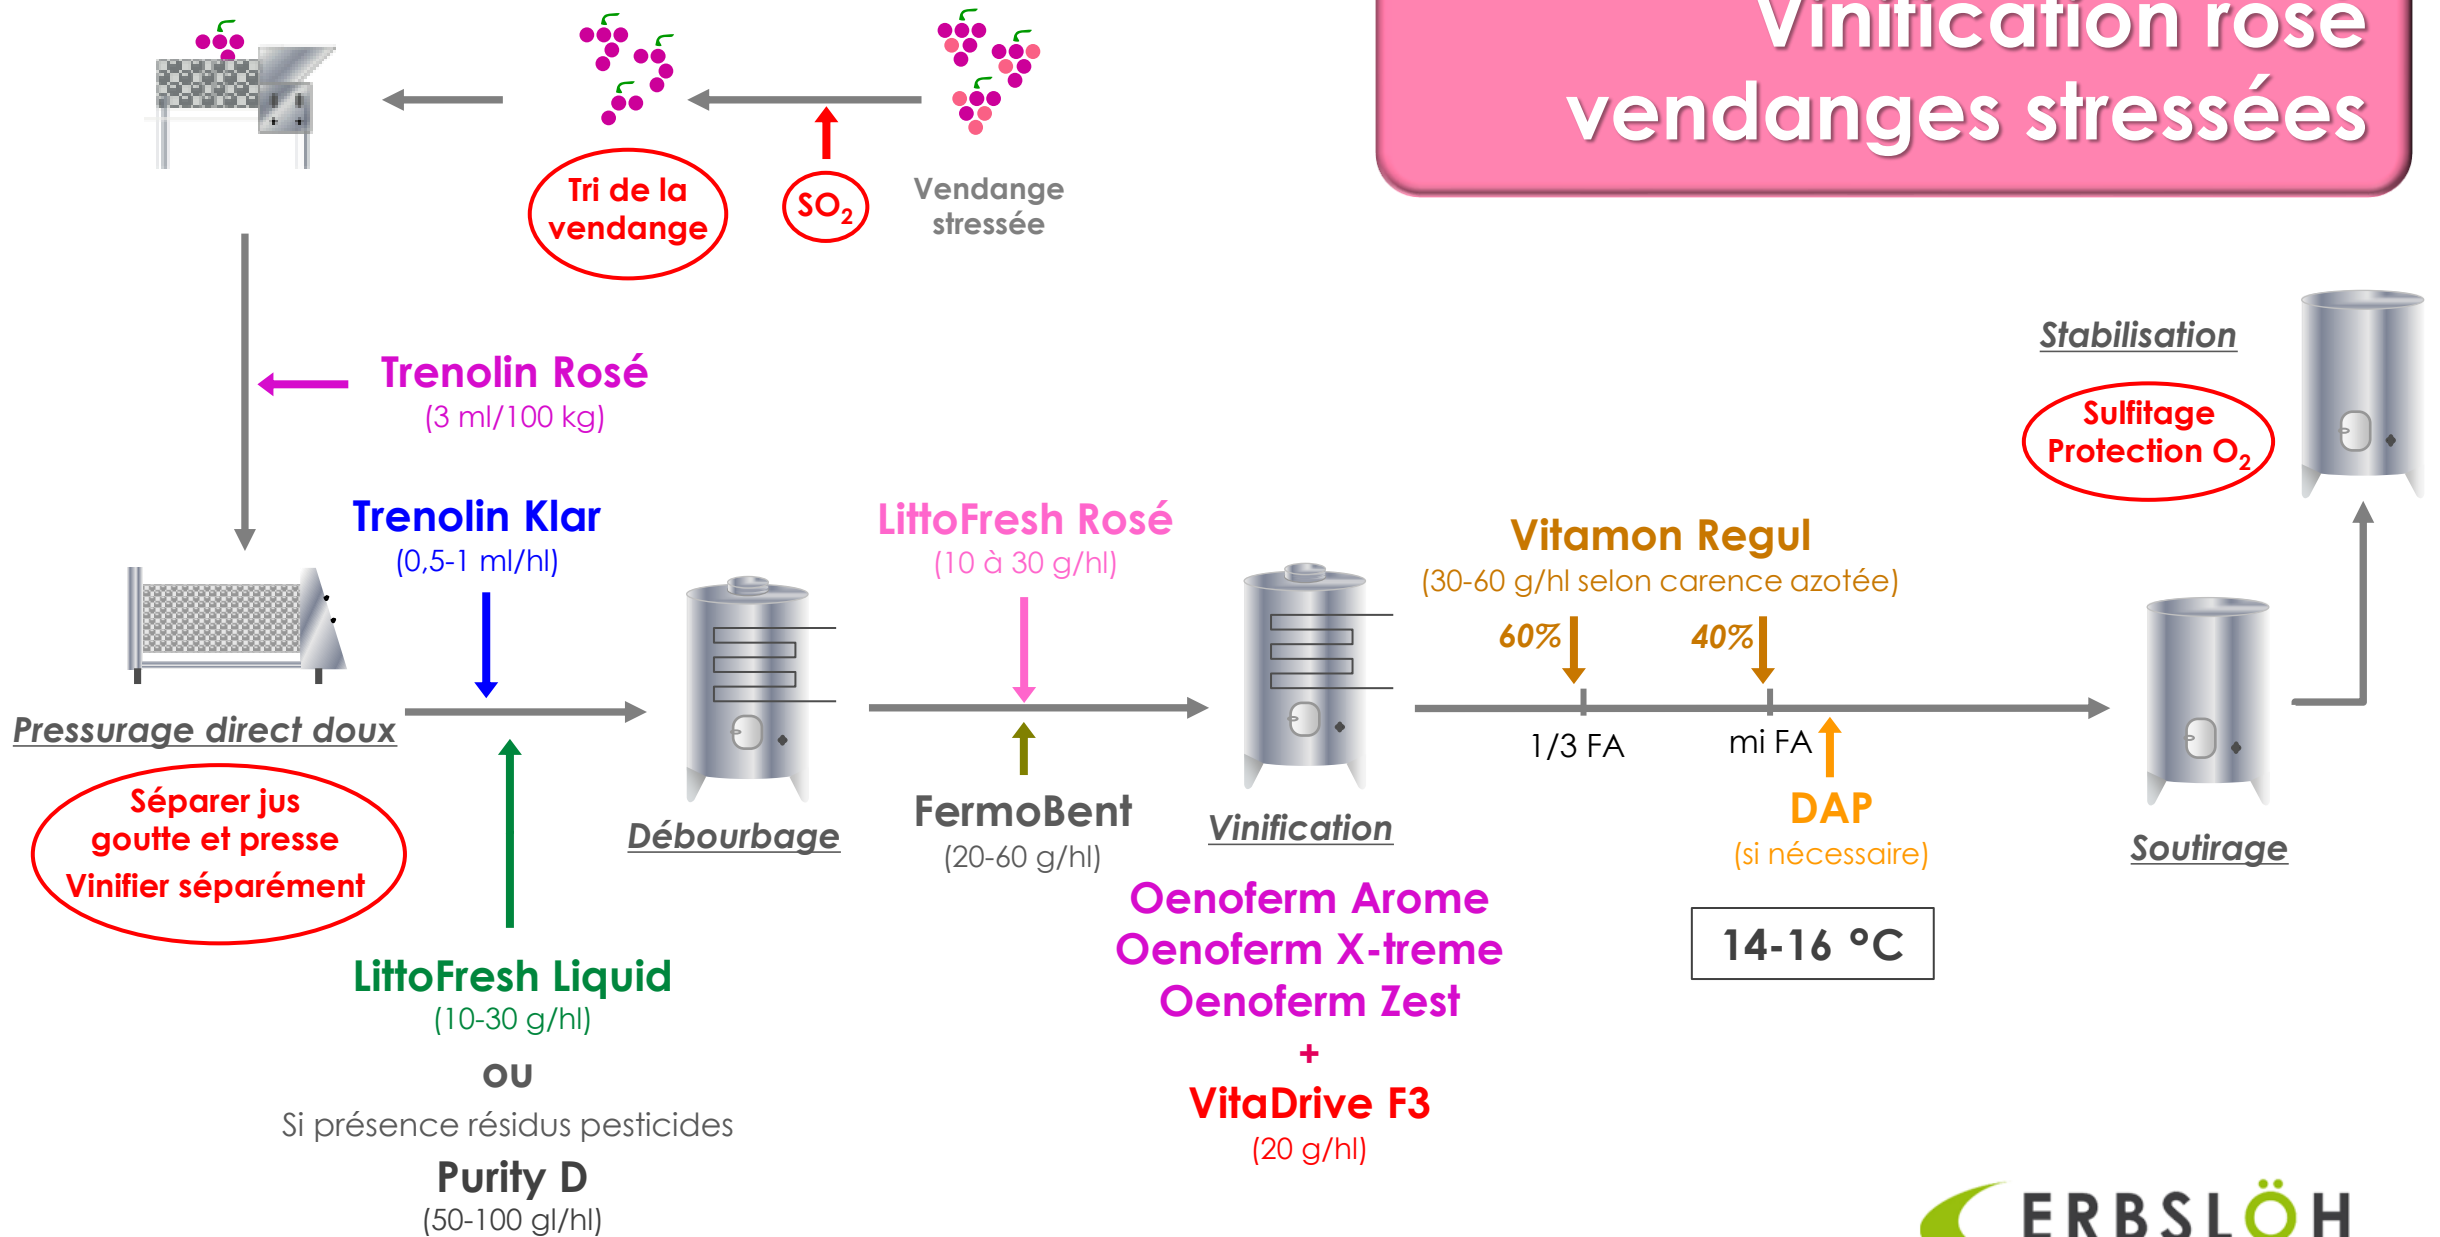 Vinification rosé
vendanges stressées
Tri de la
vendange
SO2
Vendange
stressée
Trenolin Rosé
(3 ml/100 kg)
Trenolin Klar
(0,5-1 ml/hl)
Pressurage direct doux
Séparer jus
goutte et presse
Vinifier séparément
LittoFresh Liquid
(10-30 g/hl)
ou
Si présence résidus pesticides
Purity D
(50-100 gl/hl)
Débourbage
LittoFresh Rosé
(10 à 30 g/hl)
FermoBent
(20-60 g/hl)
Vinification
Oenoferm Arome
Oenoferm X-treme
Oenoferm Zest
+
VitaDrive F3
(20 g/hl)
Vitamon Regul
(30-60 g/hl selon carence azotée)
60%
40%
1/3 FA
mi FA
DAP
(si nécessaire)
14-16 °C
Soutirage
Stabilisation
Sulfitage
Protection O2
ERBSLÖH